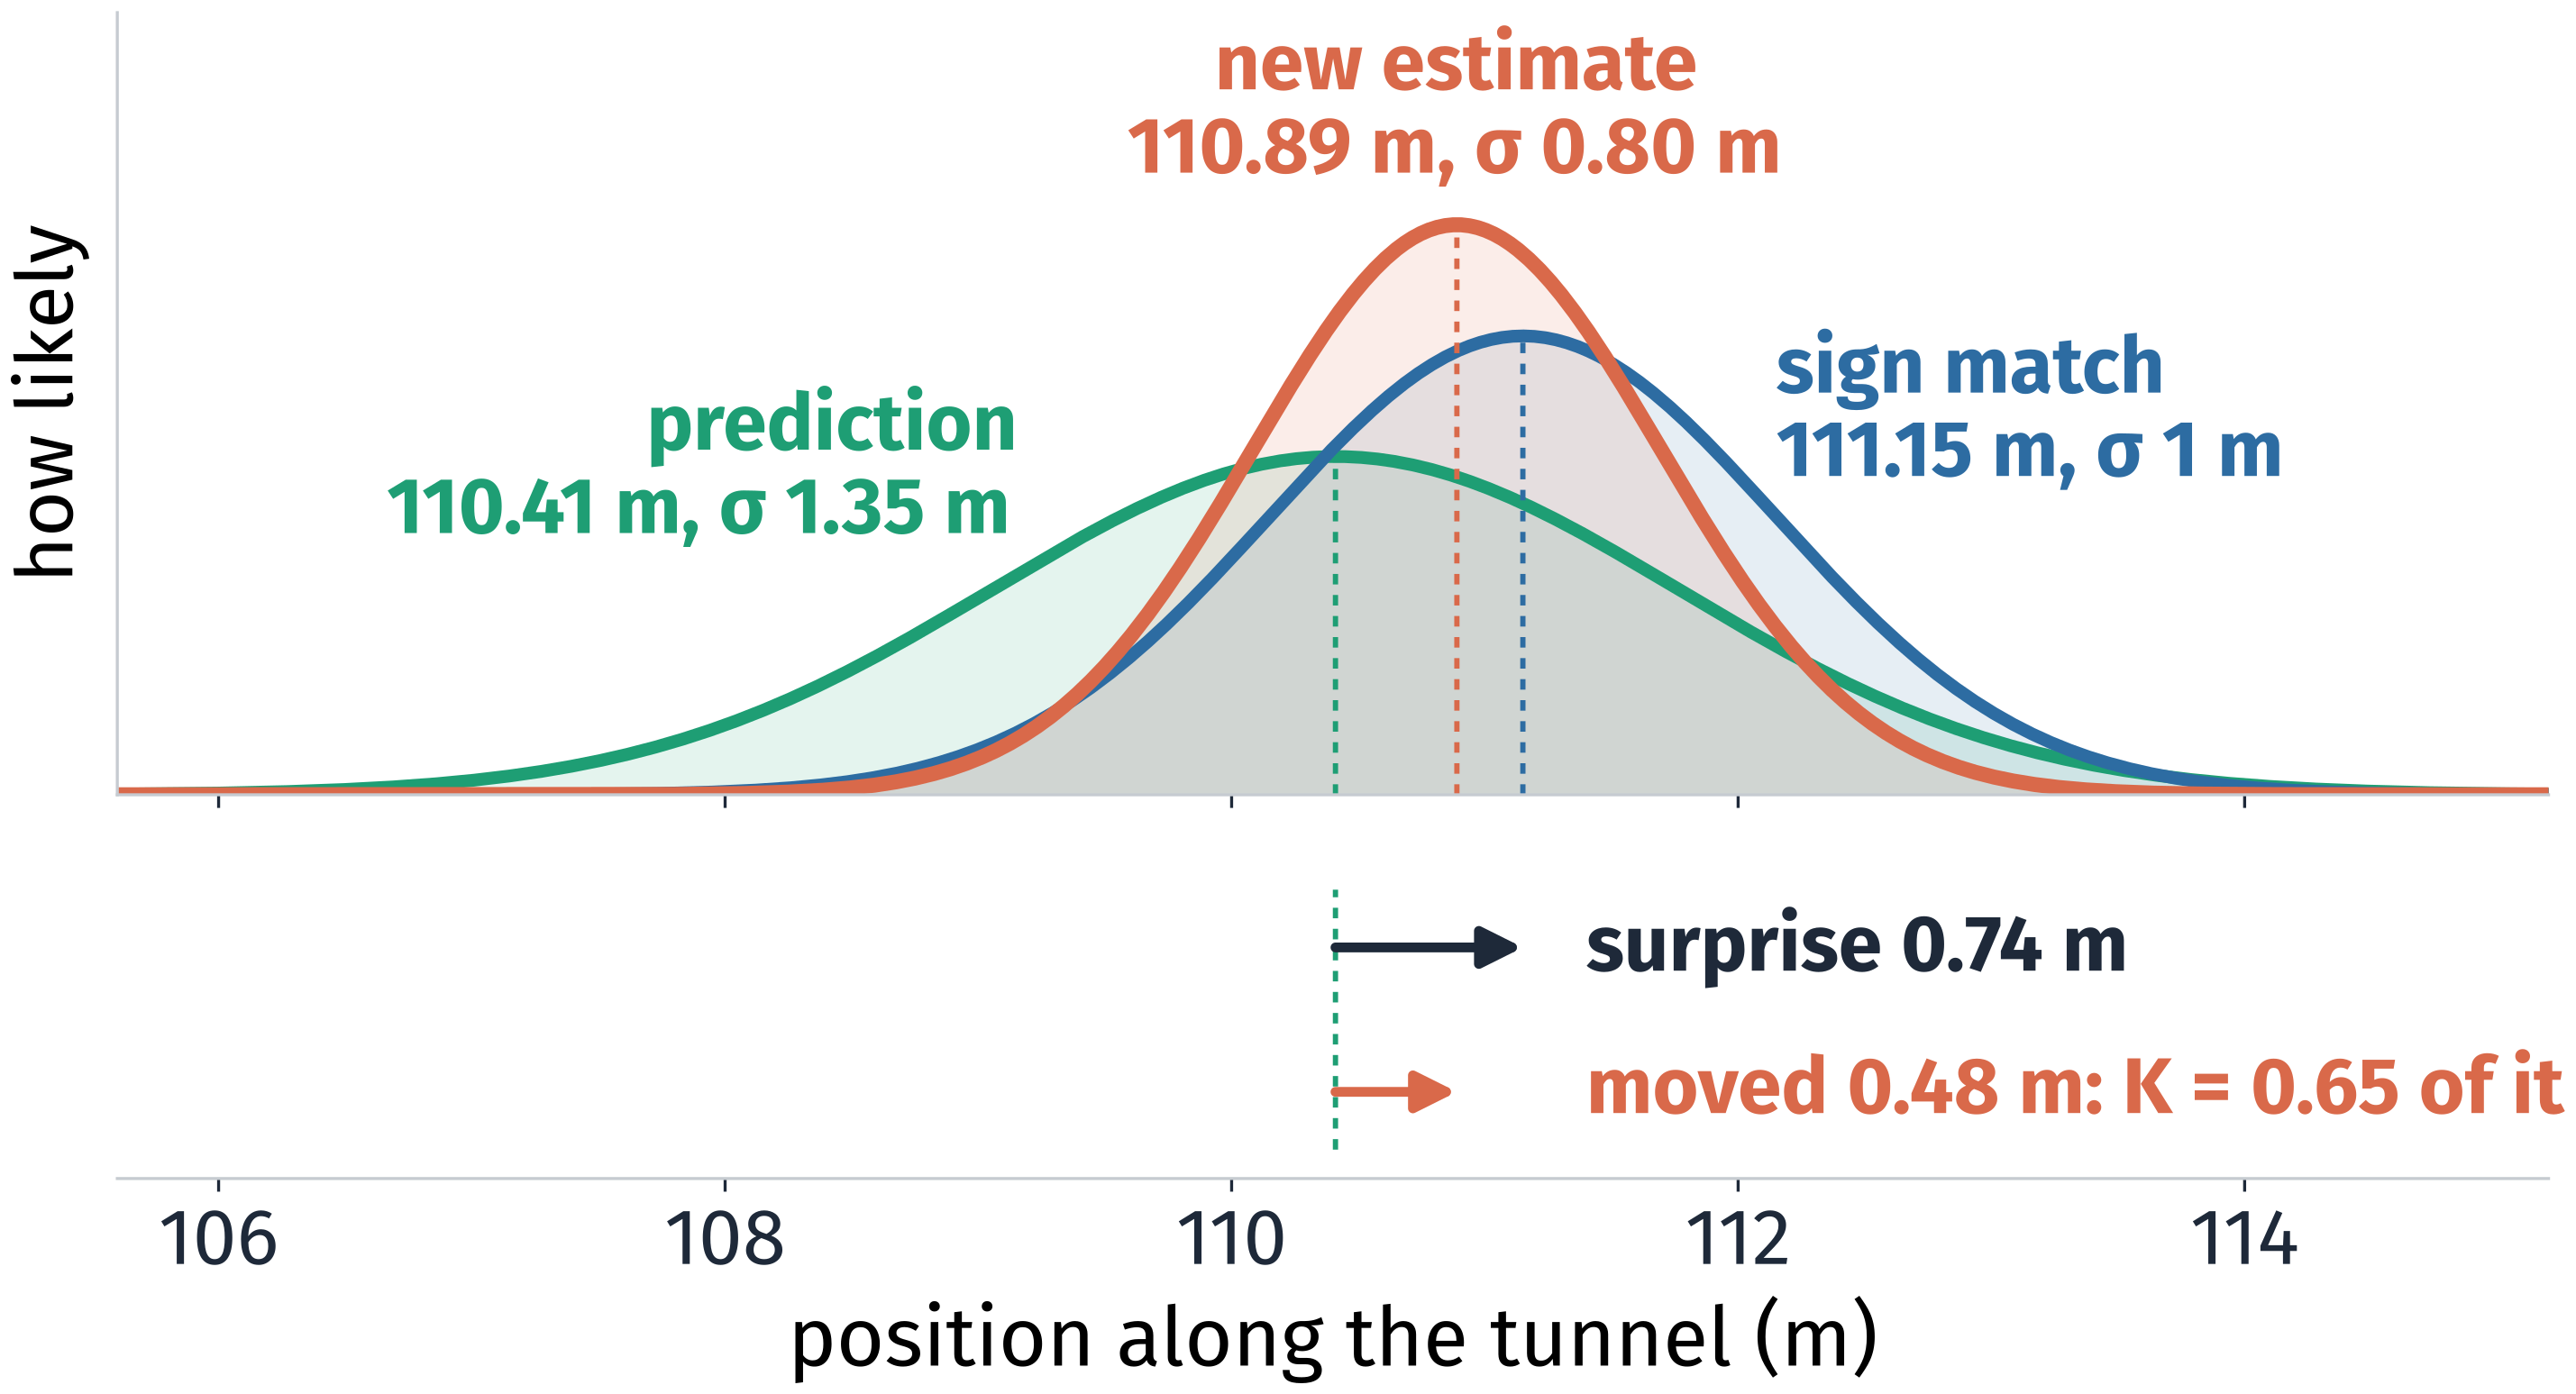 new estimate
110.89 m, σ 0.80 m
sign match
111.15 m, σ 1 m
prediction
110.41 m, σ 1.35 m
how likely
surprise 0.74 m
moved 0.48 m: K = 0.65 of it
106 108 110 112 114
position along the tunnel (m)